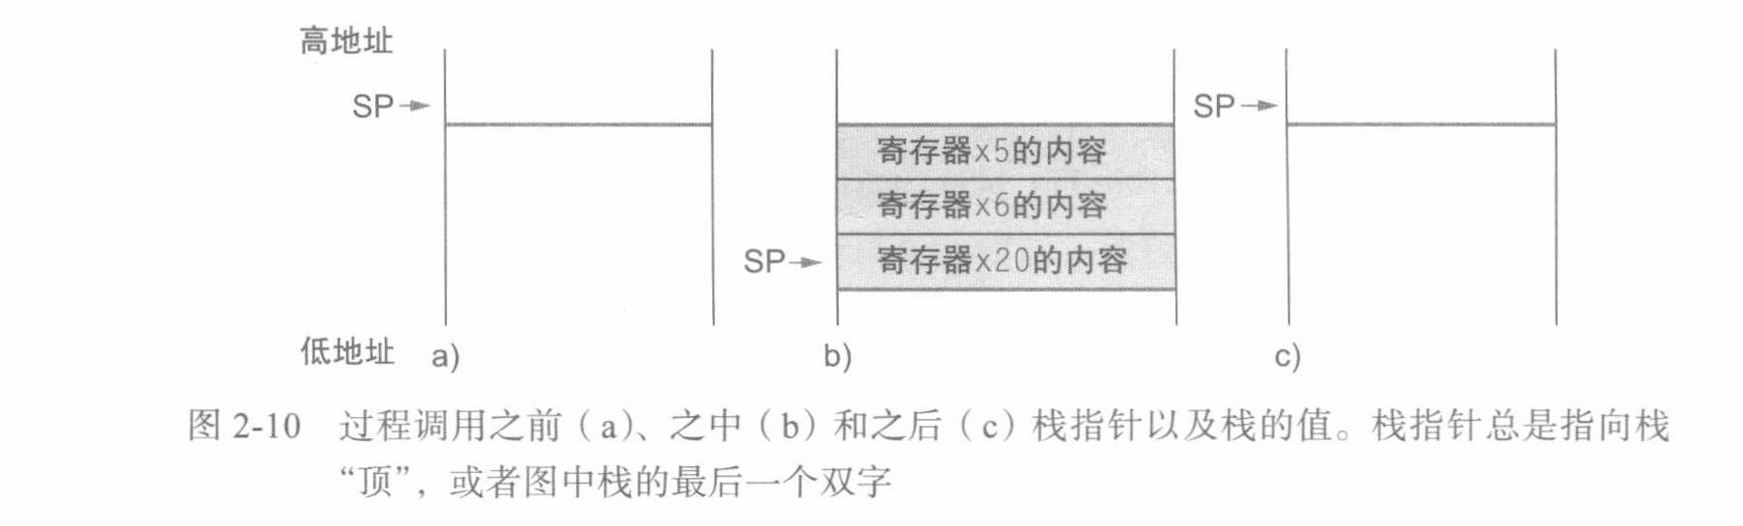 高地址
SP
SP
寄存器x5的内容
寄存器x6的内容
SP
寄存器x20的内容
低地址
a)
b)
c)
图 2-10 过程调用之前（a）、之中（b）和之后（c）栈指针以及栈的值。栈指针总是指向栈
“顶”，或者图中栈的最后一个双字